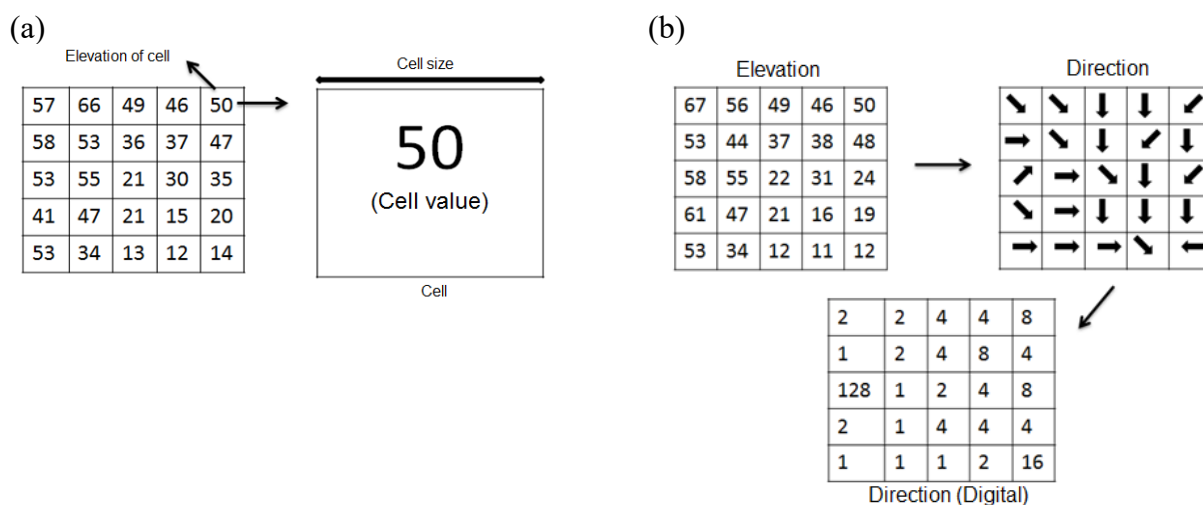 (a)
Elevation of cell
57 66 49 46 50
58 53 36 37 47
53 55 21 30 35
41 47 21 15 20
53 34 13 12 14
Cell size
50
(Cell value)
Cell
(b)
Elevation
67 56 49 46 50
53 44 37 38 48
58 55 22 31 24
61 47 21 16 19
53 34 12 11 12
Direction
2 2 4 4 8
1 2 4 8 4
128 1 2 4 8
2 1 4 4 4
1 1 1 2 16
Direction (Digital)